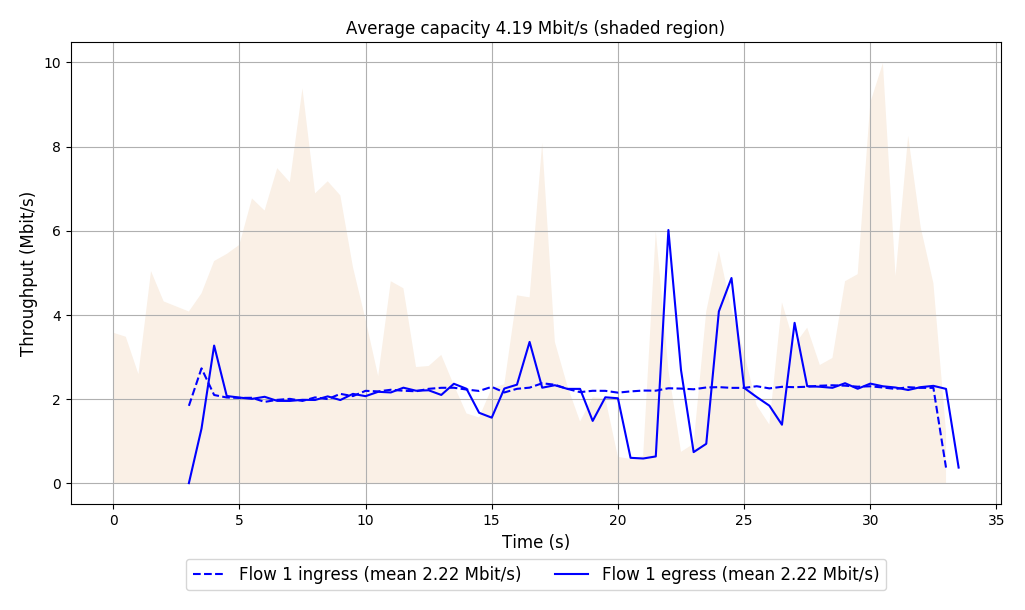 Average capacity 4.19 Mbit/s (shaded region)
10
8
6
4
2
0
Throughput (Mbit/s)
0 5 10 15 20 25 30 35
Time (s)
Flow 1 ingress (mean 2.22 Mbit/s) Flow 1 egress (mean 2.22 Mbit/s)